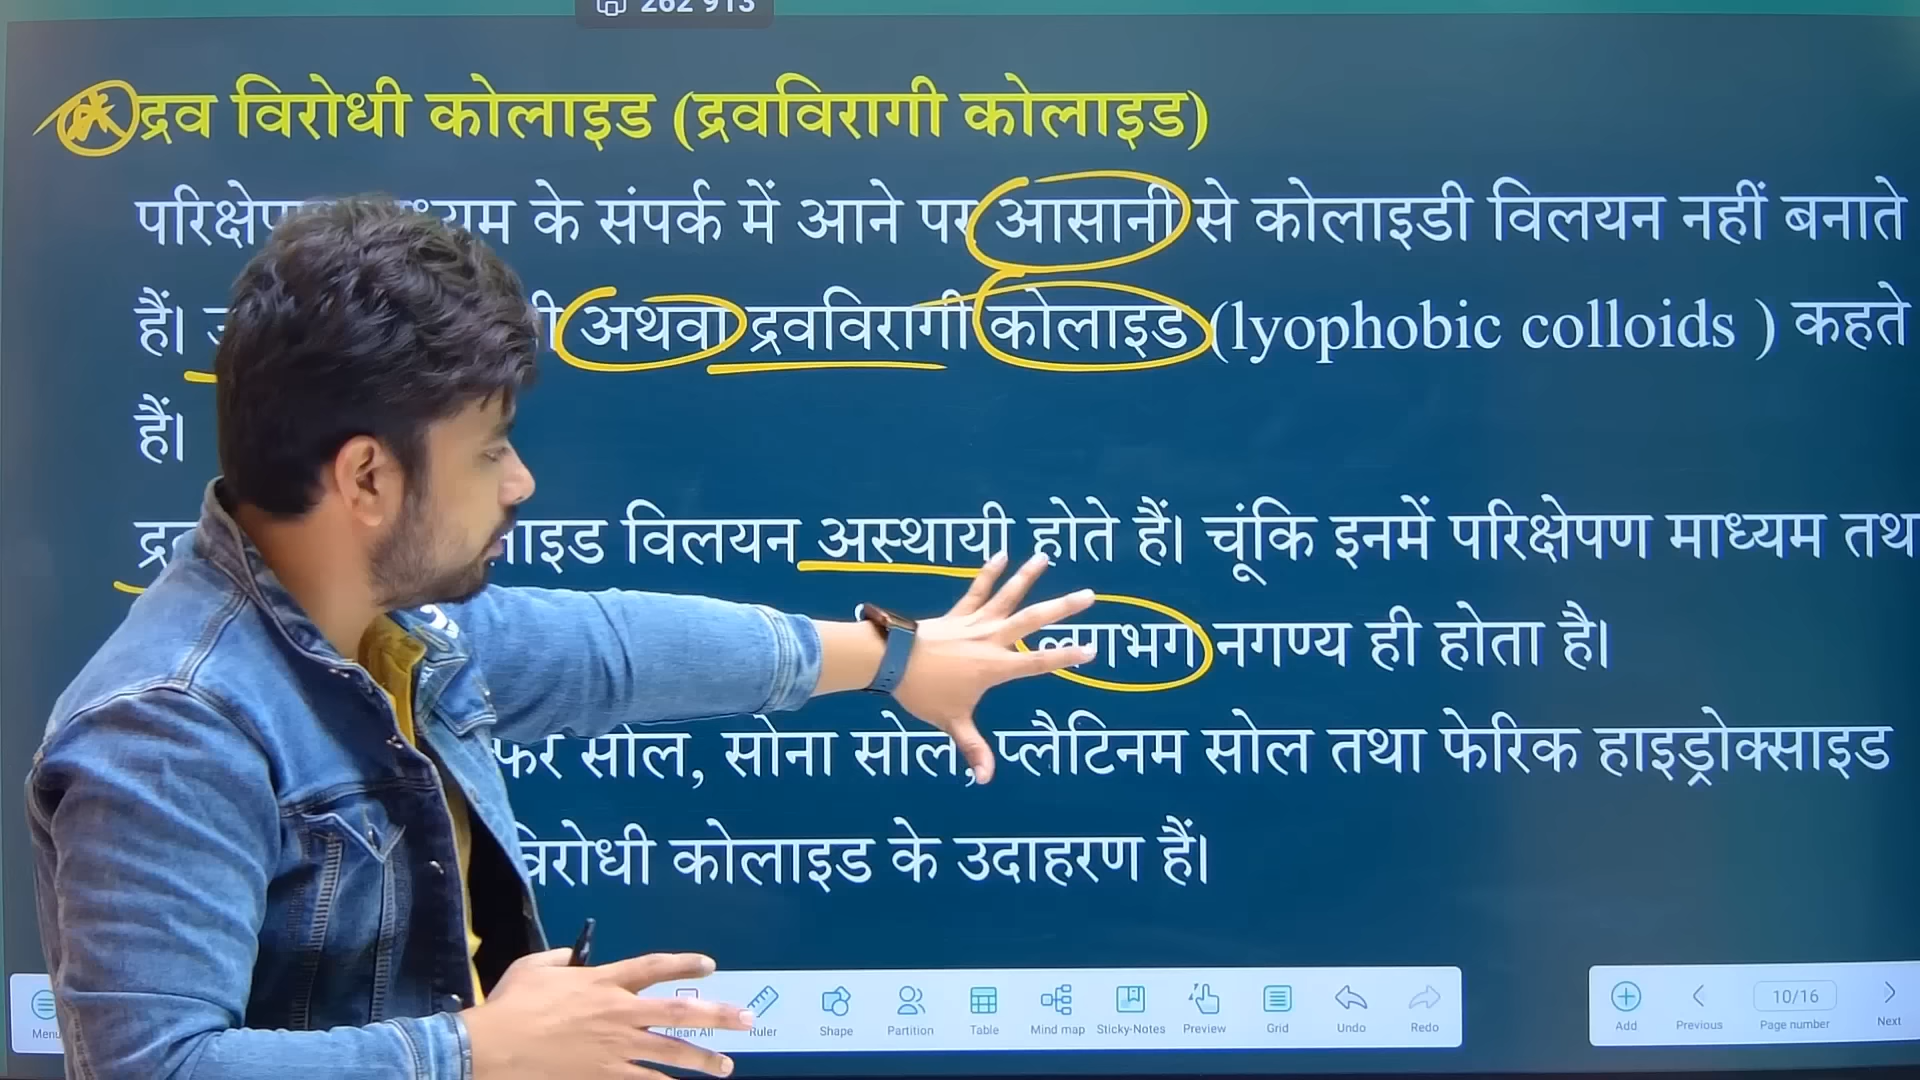 262 913
द्रव विरोधी कोलाइड (द्रवविरागी कोलाइड)
के संपर्क में आने पर आसानी से कोलाइडी विलयन नहीं बनाते
हैं। अथवा द्रवविरागी कोलाइड (lyophobic colloids ) कहते
हैं।
विलयन अस्थायी होते हैं। चूंकि इनमें परिक्षेपण माध्यम
लगभग नगण्य ही होता है।
सोल, सोना सोल, प्लैटिनम सोल तथा फेरिक हाइड्रोक्साइड
कोलाइड के उदाहरण हैं।
Menu Clean All Ruler Shape Partition Table Mind map Sticky-Notes Preview Grid Undo Redo Add Previous 10/16 Page number Next